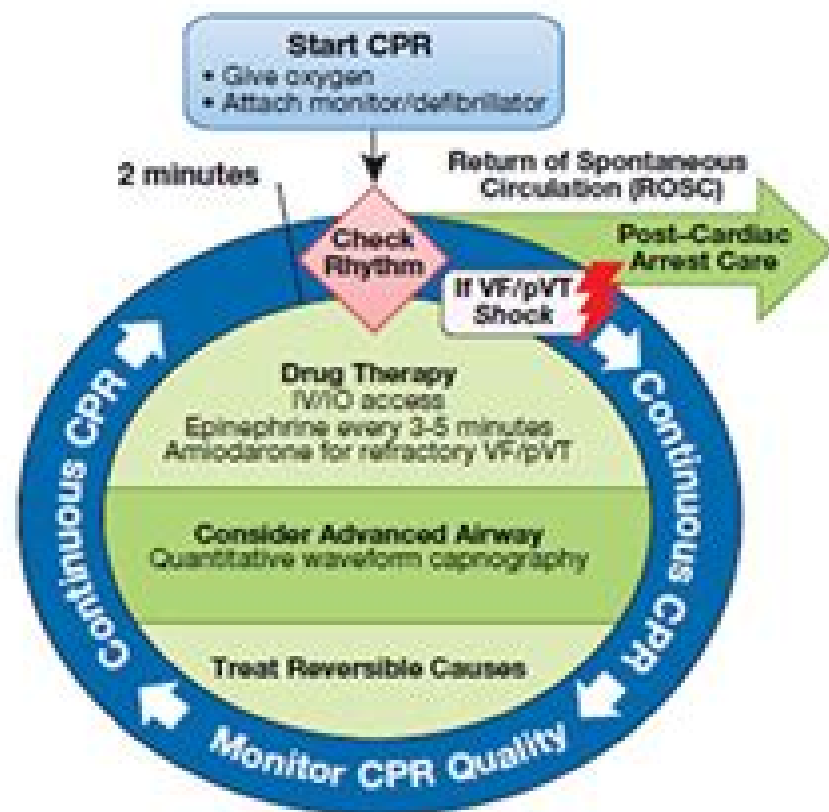 Start CPR
• Give oxygen
• Attach monitor/defibrillator
2 minutes
Return of Spontaneous
Circulation (ROSC)
Check
Rhythm
Post-Cardiac
Arrest Care
If VF/pVT
Shock
Drug Therapy
IV/IO access
Epinephrine every 3-5 minutes
Amiodarone for refractory VF/pVT
Consider Advanced Airway
Quantitative waveform capnography
Treat Reversible Causes
Continuous CPR
Continuous CPR
Monitor CPR Quality